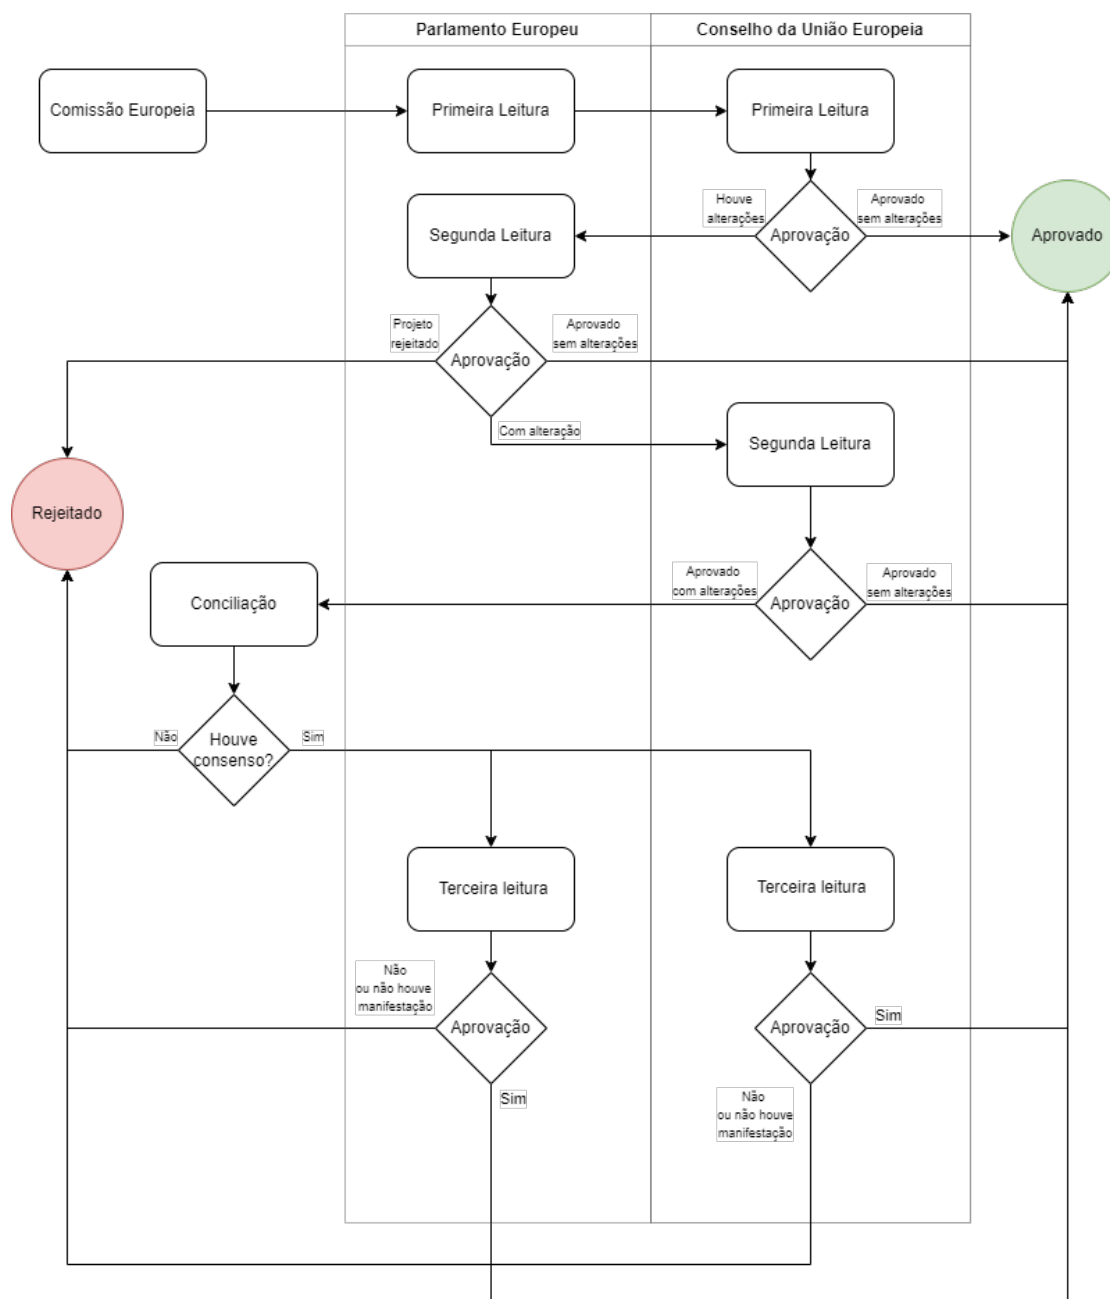 Parlamento Europeu
Conselho da União Europeia
Comissão Europeia
Primeira Leitura
Primeira Leitura
Houve
alterações
Aprovado
sem alterações
Segunda Leitura
Aprovação
Aprovado
Projeto
rejeitado
Aprovado
sem alterações
Aprovação
Com alteração
Segunda Leitura
Rejeitado
Aprovado
com alterações
Aprovado
sem alterações
Conciliação
Aprovação
Não
Houve
consenso?
Sim
Terceira leitura
Terceira leitura
Não
ou não houve
manifestação
Aprovação
Aprovação
Sim
Sim
Não
ou não houve
manifestação